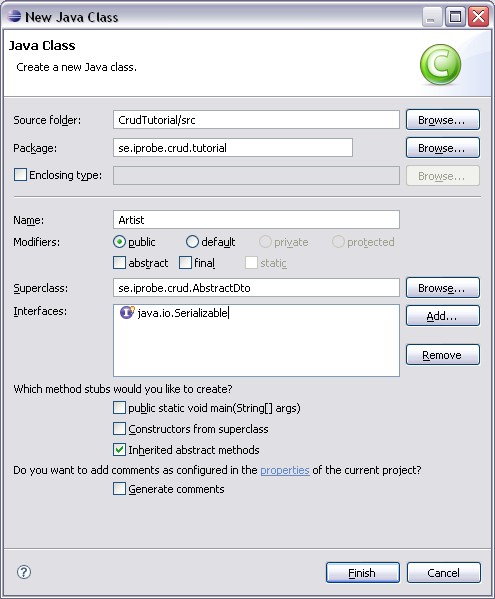 New Java Class
Java Class
Create a new Java class.
C
Source folder: CrudTutorial/src Browse...
Package: se.iprobe.crud.tutorial Browse...
Enclosing type: Browse...
Name: Artist
Modifiers: public default private protected
abstract final static
Superclass: se.iprobe.crud.AbstractDto Browse...
Interfaces: I java.io.Serializable Add...
Remove
Which method stubs would you like to create?
public static void main(String[] args)
Constructors from superclass
Inherited abstract methods
Do you want to add comments as configured in the properties of the current project?
Generate comments
? Finish Cancel